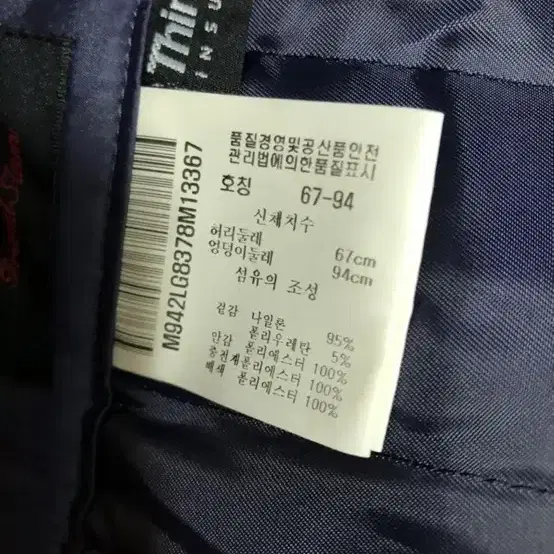 Thin
INSU
품질경영및공산품안전
관리법에의한품질표시
호칭 67-94
신체치수
허리둘레 67cm
엉덩이둘레 94cm
섬유의 조성
겉감 나일론 95%
폴리우레탄 5%
안감 폴리에스터 100%
충전재폴리에스터 100%
배색 폴리에스터 100%
M942LG8378M13367